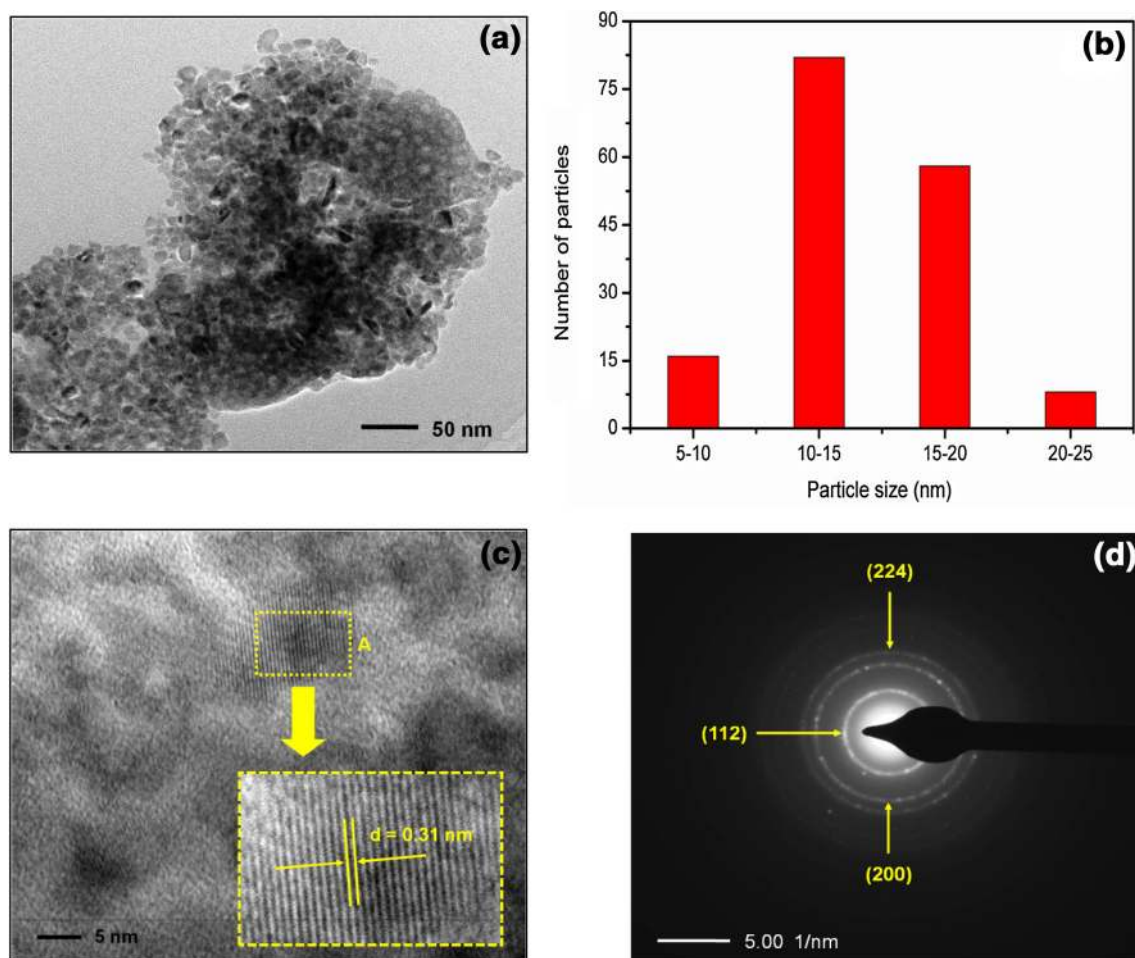 (a)
50 nm
(b)
Number of particles
90
75
60
45
30
15
0
5-10
10-15
15-20
20-25
Particle size (nm)
(c)
A
d = 0.31 nm
5 nm
(d)
(224)
(112)
(200)
5.00 1/nm